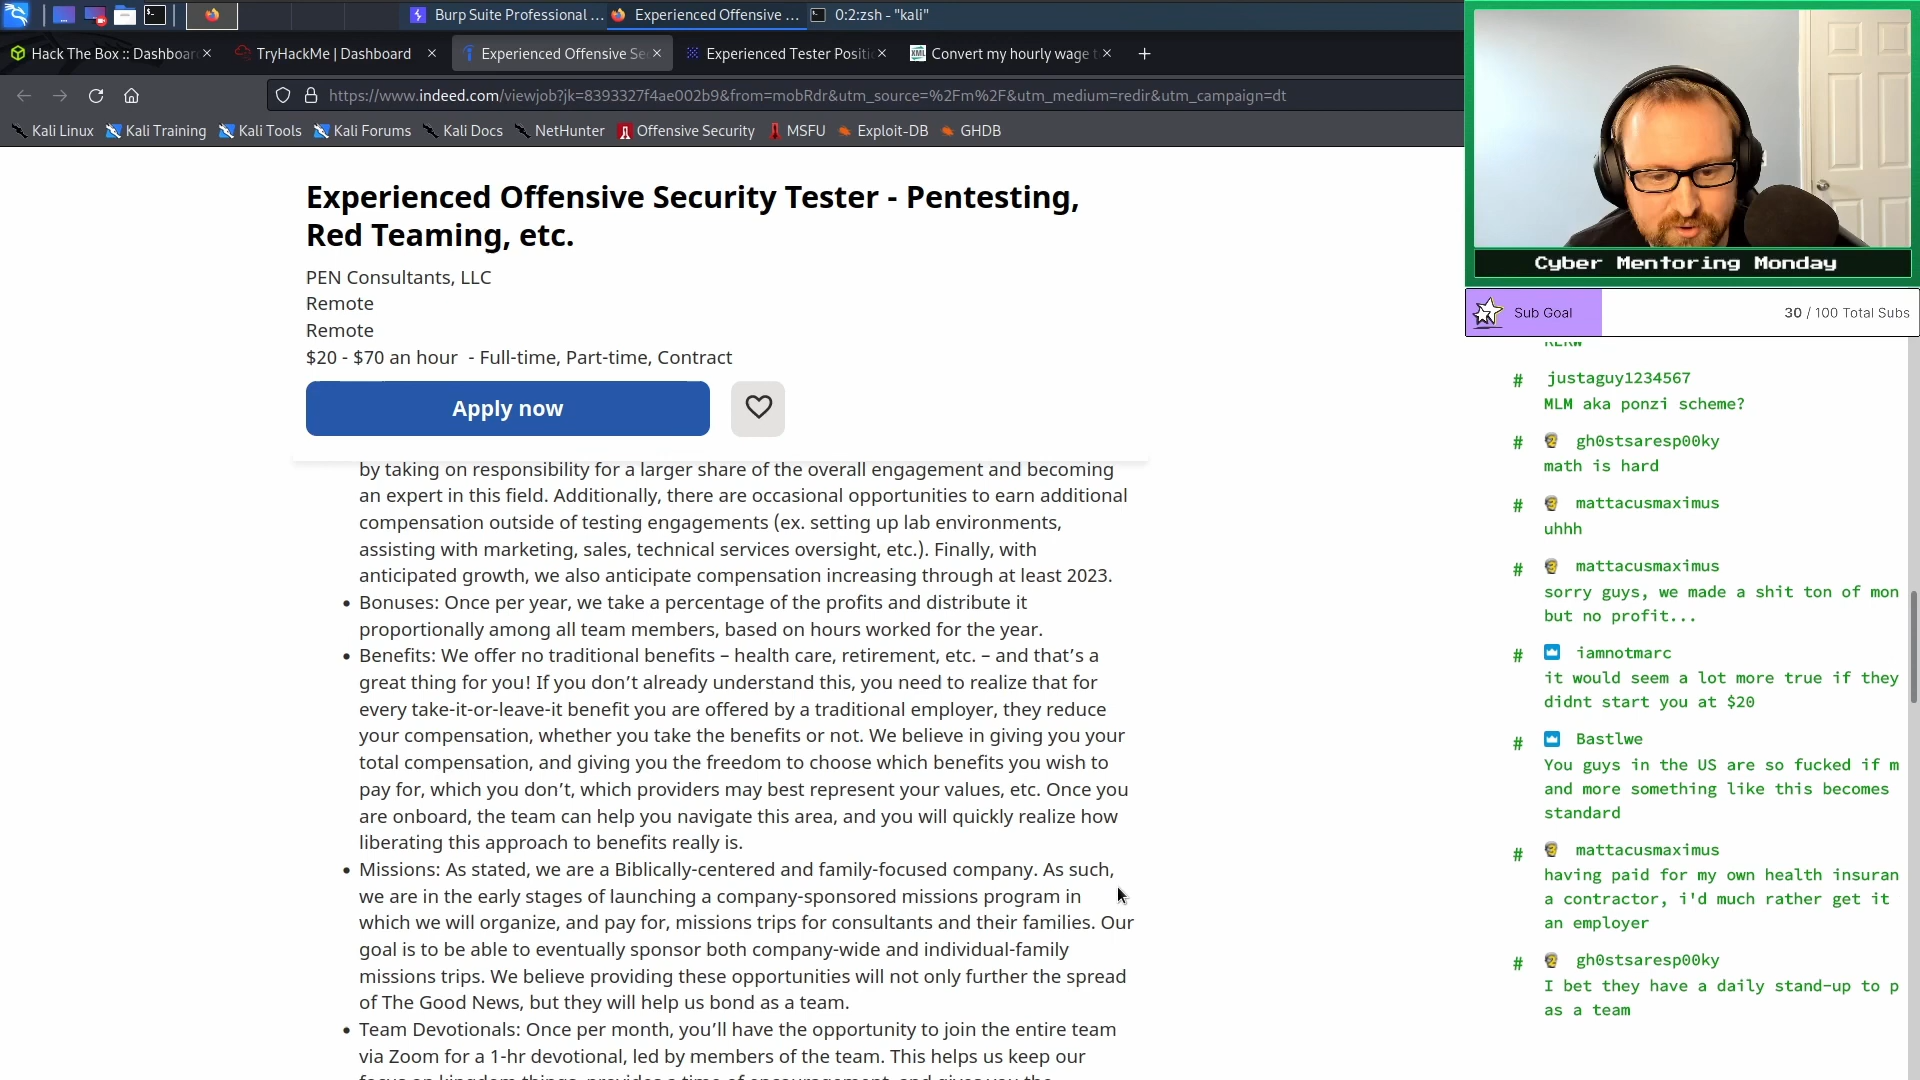 Burp Suite Professional ...
Experienced Offensive ...
0:2:zsh - "kali"
Hack The Box :: Dashboar
TryHackMe | Dashboard
Experienced Offensive Se
Experienced Tester Positi
Convert my hourly wage t
https://www.indeed.com/viewjob?jk=8393327f4ae002b9&from=mobRdr&utm_source=%2Fm%2F&utm_medium=redir&utm_campaign=dt
Kali Linux
Kali Training
Kali Tools
Kali Forums
Kali Docs
NetHunter
Offensive Security
MSFU
Exploit-DB
GHDB
Experienced Offensive Security Tester - Pentesting,
Red Teaming, etc.
PEN Consultants, LLC
Remote
Remote
$20 - $70 an hour - Full-time, Part-time, Contract
Apply now
by taking on responsibility for a larger share of the overall engagement and becoming
an expert in this field. Additionally, there are occasional opportunities to earn additional
compensation outside of testing engagements (ex. setting up lab environments,
assisting with marketing, sales, technical services oversight, etc.). Finally, with
anticipated growth, we also anticipate compensation increasing through at least 2023.
• Bonuses: Once per year, we take a percentage of the profits and distribute it
proportionally among all team members, based on hours worked for the year.
• Benefits: We offer no traditional benefits – health care, retirement, etc. – and that’s a
great thing for you! If you don’t already understand this, you need to realize that for
every take-it-or-leave-it benefit you are offered by a traditional employer, they reduce
your compensation, whether you take the benefits or not. We believe in giving you your
total compensation, and giving you the freedom to choose which benefits you wish to
pay for, which you don’t, which providers may best represent your values, etc. Once you
are onboard, the team can help you navigate this area, and you will quickly realize how
liberating this approach to benefits really is.
• Missions: As stated, we are a Biblically-centered and family-focused company. As such,
we are in the early stages of launching a company-sponsored missions program in
which we will organize, and pay for, missions trips for consultants and their families. Our
goal is to be able to eventually sponsor both company-wide and individual-family
missions trips. We believe providing these opportunities will not only further the spread
of The Good News, but they will help us bond as a team.
• Team Devotionals: Once per month, you’ll have the opportunity to join the entire team
via Zoom for a 1-hr devotional, led by members of the team. This helps us keep our
Cyber Mentoring Monday
Sub Goal
30 / 100 Total Subs
# justaguy1234567
MLM aka ponzi scheme?
# gh0stsaresp00ky
math is hard
# mattacusmaximus
uhhh
# mattacusmaximus
sorry guys, we made a shit ton of mon
but no profit...
# iamnotmarc
it would seem a lot more true if they
didnt start you at $20
# Bastlwe
You guys in the US are so fucked if m
and more something like this becomes
standard
# mattacusmaximus
having paid for my own health insuran
a contractor, i'd much rather get it
an employer
# gh0stsaresp00ky
I bet they have a daily stand-up to p
as a team